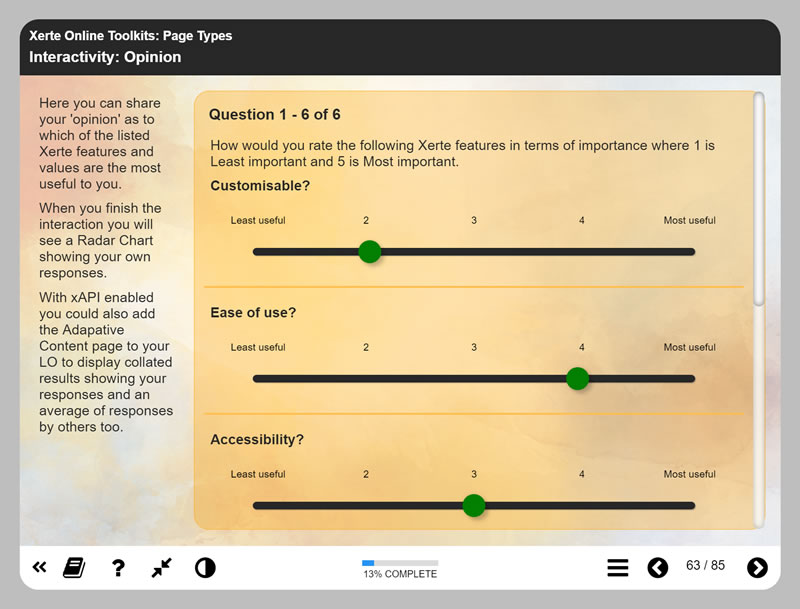 Xerte Online Toolkits: Page Types
Interactivity: Opinion
Here you can share
your 'opinion' as to
which of the listed
Xerte features and
values are the most
useful to you.
When you finish the
interaction you will
see a Radar Chart
showing your own
responses.
With xAPI enabled
you could also add
the Adapative
Content page to your
LO to display collated
results showing your
responses and an
average of responses
by others too.
Question 1 - 6 of 6
How would you rate the following Xerte features in terms of importance where 1 is
Least important and 5 is Most important.
Customisable?
Least useful 2 3 4 Most useful
Ease of use?
Least useful 2 3 4 Most useful
Accessibility?
Least useful 2 3 4 Most useful
?
13% COMPLETE
63 / 85